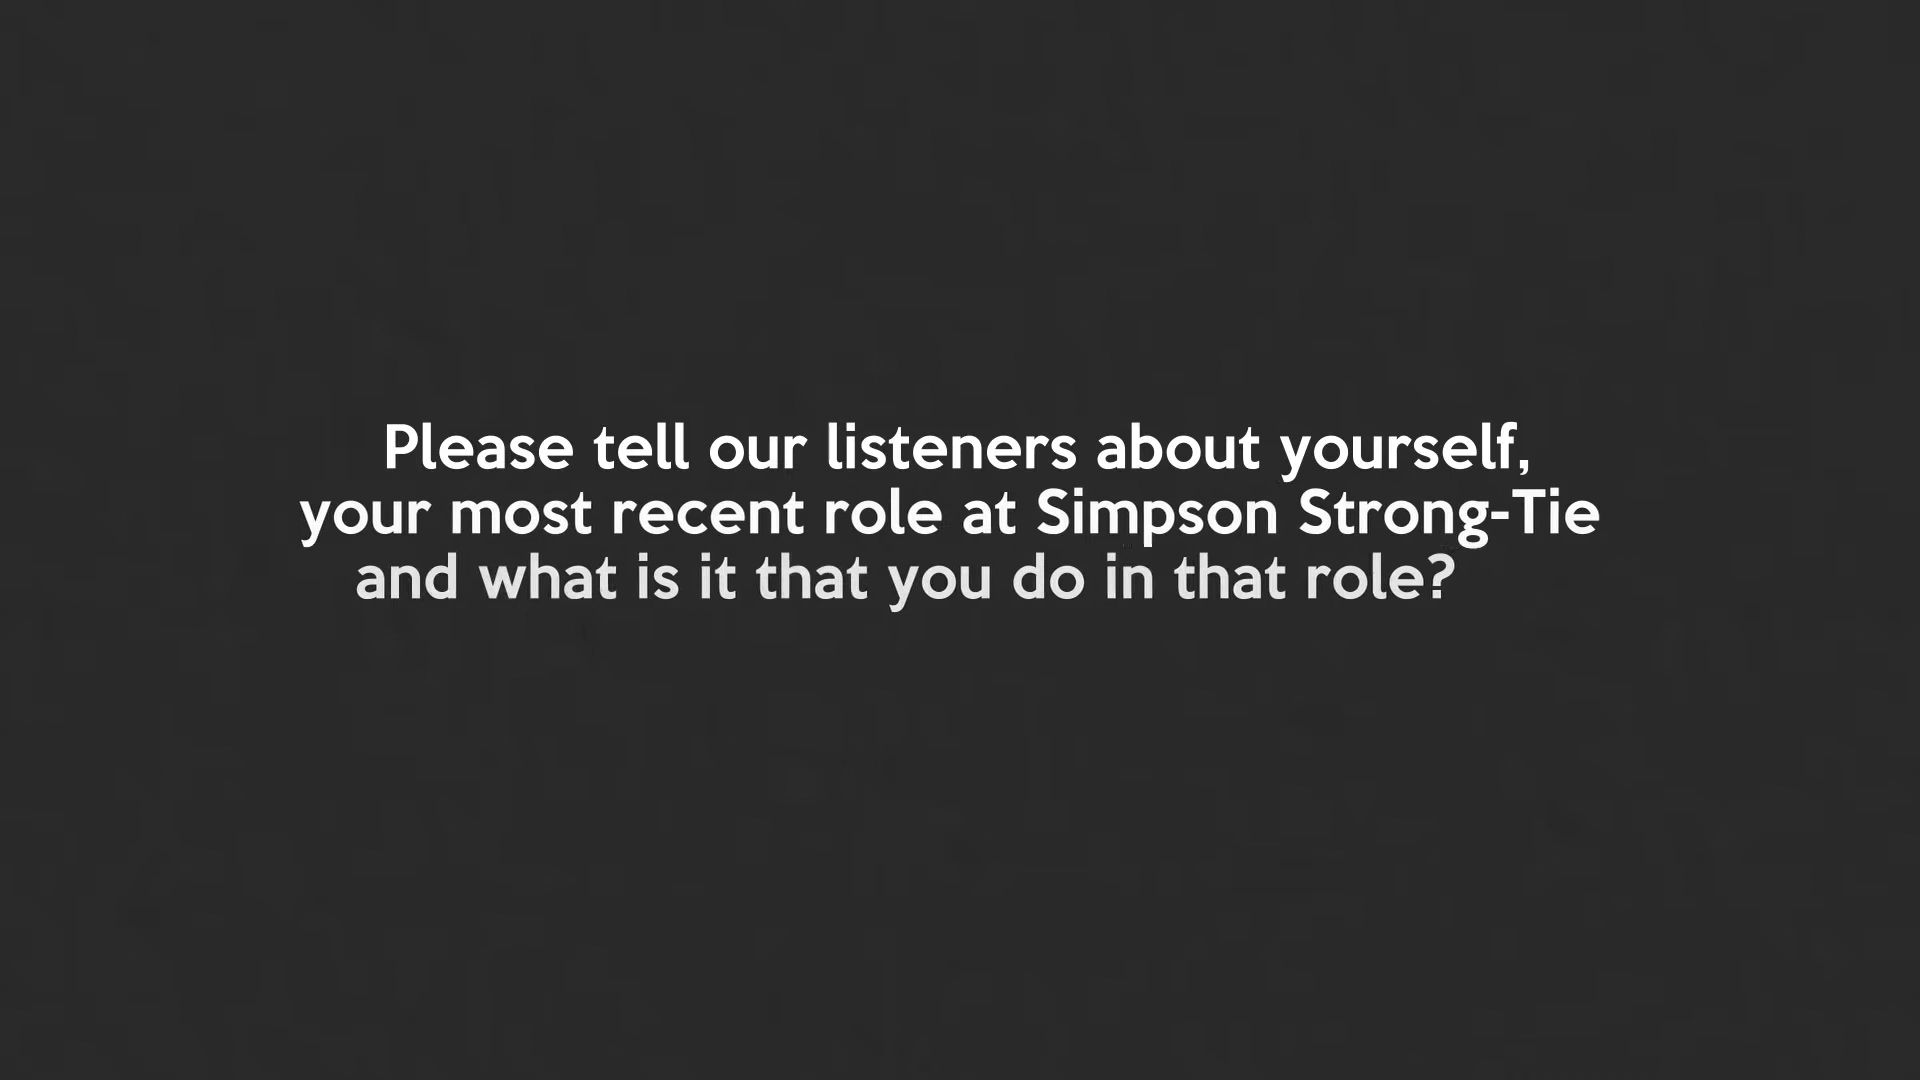 Please tell our listeners about yourself,
your most recent role at Simpson Strong-Tie
and what is it that you do in that role?